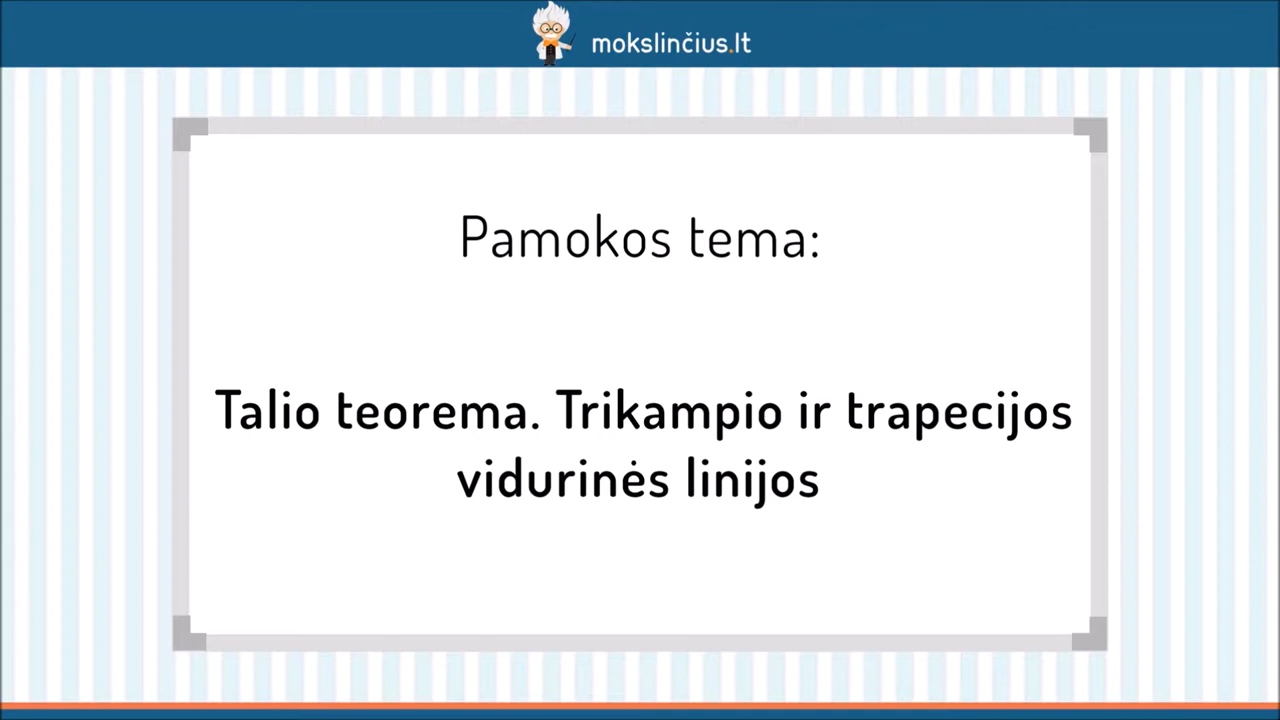 mokslinčius.lt
Pamokos tema:
Talio teorema. Trikampio ir trapecijos
vidurinės linijos